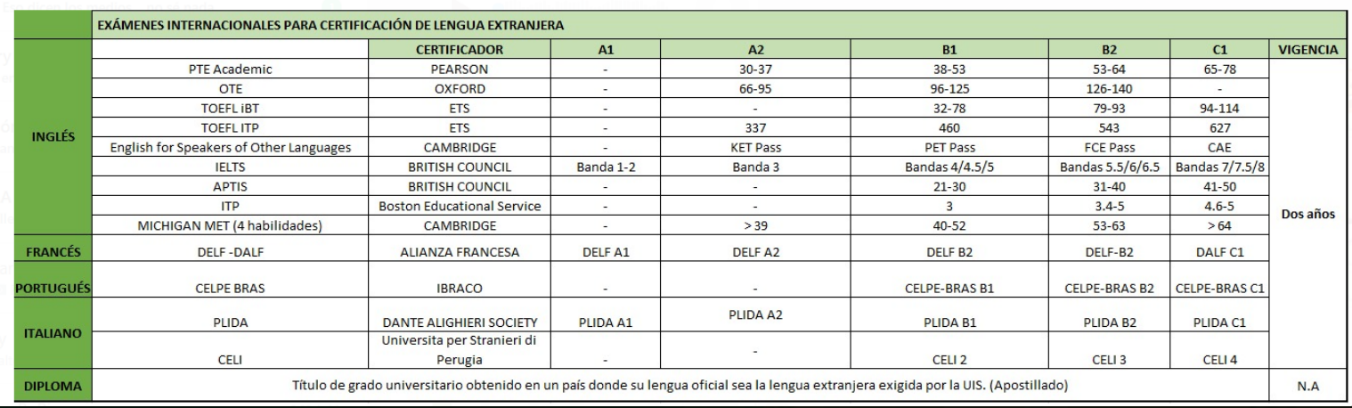 EXÁMENES INTERNACIONALES PARA CERTIFICACIÓN DE LENGUA EXTRANJERA
CERTIFICADOR A1 A2 B1 B2 C1 VIGENCIA
INGLÉS
PTE Academic PEARSON - 30-37 38-53 53-64 65-78
OTE OXFORD - 66-95 96-125 126-140 -
TOEFL iBT ETS - - 32-78 79-93 94-114
TOEFL ITP ETS - 337 460 543 627
English for Speakers of Other Languages CAMBRIDGE - KET Pass PET Pass FCE Pass CAE
IELTS BRITISH COUNCIL Banda 1-2 Banda 3 Bandas 4/4.5/5 Bandas 5.5/6/6.5 Bandas 7/7.5/8
APTIS BRITISH COUNCIL - - 21-30 31-40 41-50
ITP Boston Educational Service - - 3 3.4-5 4.6-5
MICHIGAN MET (4 habilidades) CAMBRIDGE - > 39 40-52 53-63 > 64
Dos años
FRANCÉS DELF -DALF ALIANZA FRANCESA DELF A1 DELF A2 DELF B2 DELF-B2 DALF C1
PORTUGUÉS CELPE BRAS IBRACO - - CELPE-BRAS B1 CELPE-BRAS B2 CELPE-BRAS C1
ITALIANO
PLIDA DANTE ALIGHIERI SOCIETY PLIDA A1 PLIDA A2 PLIDA B1 PLIDA B2 PLIDA C1
CELI Universita per Stranieri di
Perugia - - CELI 2 CELI 3 CELI 4
DIPLOMA Título de grado universitario obtenido en un país donde su lengua oficial sea la lengua extranjera exigida por la UIS. (Apostillado) N.A